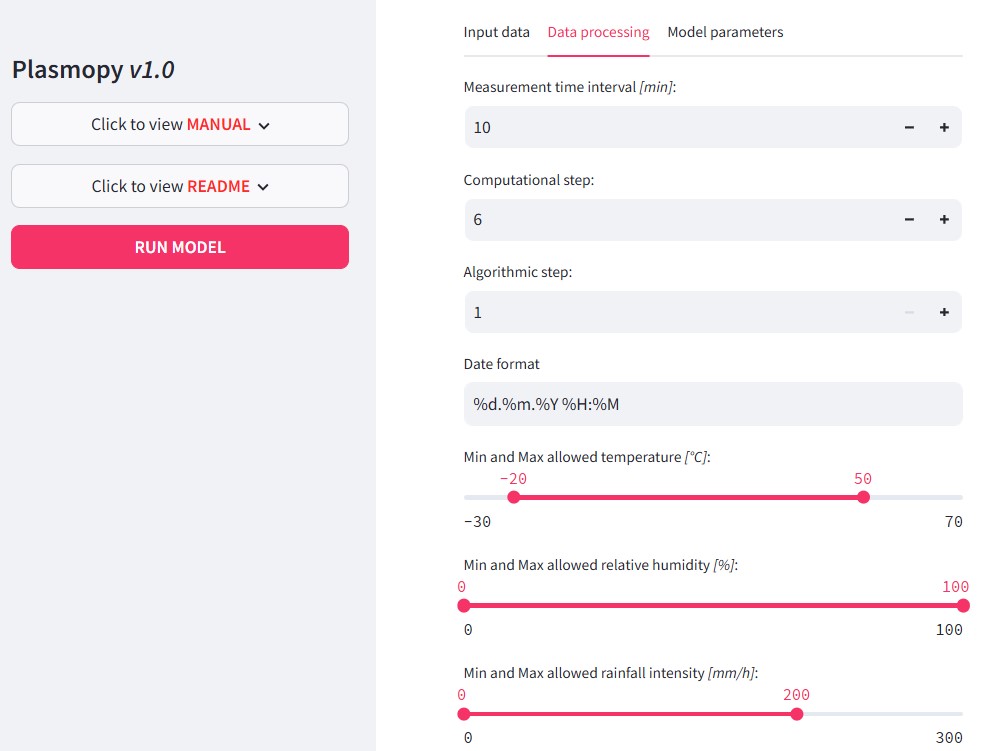 Plasmopy v1.0
Click to view MANUAL
Click to view README
RUN MODEL
Input data Data processing Model parameters
Measurement time interval [min]:
10 − +
Computational step:
6 − +
Algorithmic step:
1 − +
Date format
%d.%m.%Y %H:%M
Min and Max allowed temperature [°C]:
−20 50
−30 70
Min and Max allowed relative humidity [%]:
0 100
0 100
Min and Max allowed rainfall intensity [mm/h]:
0 200
0 300